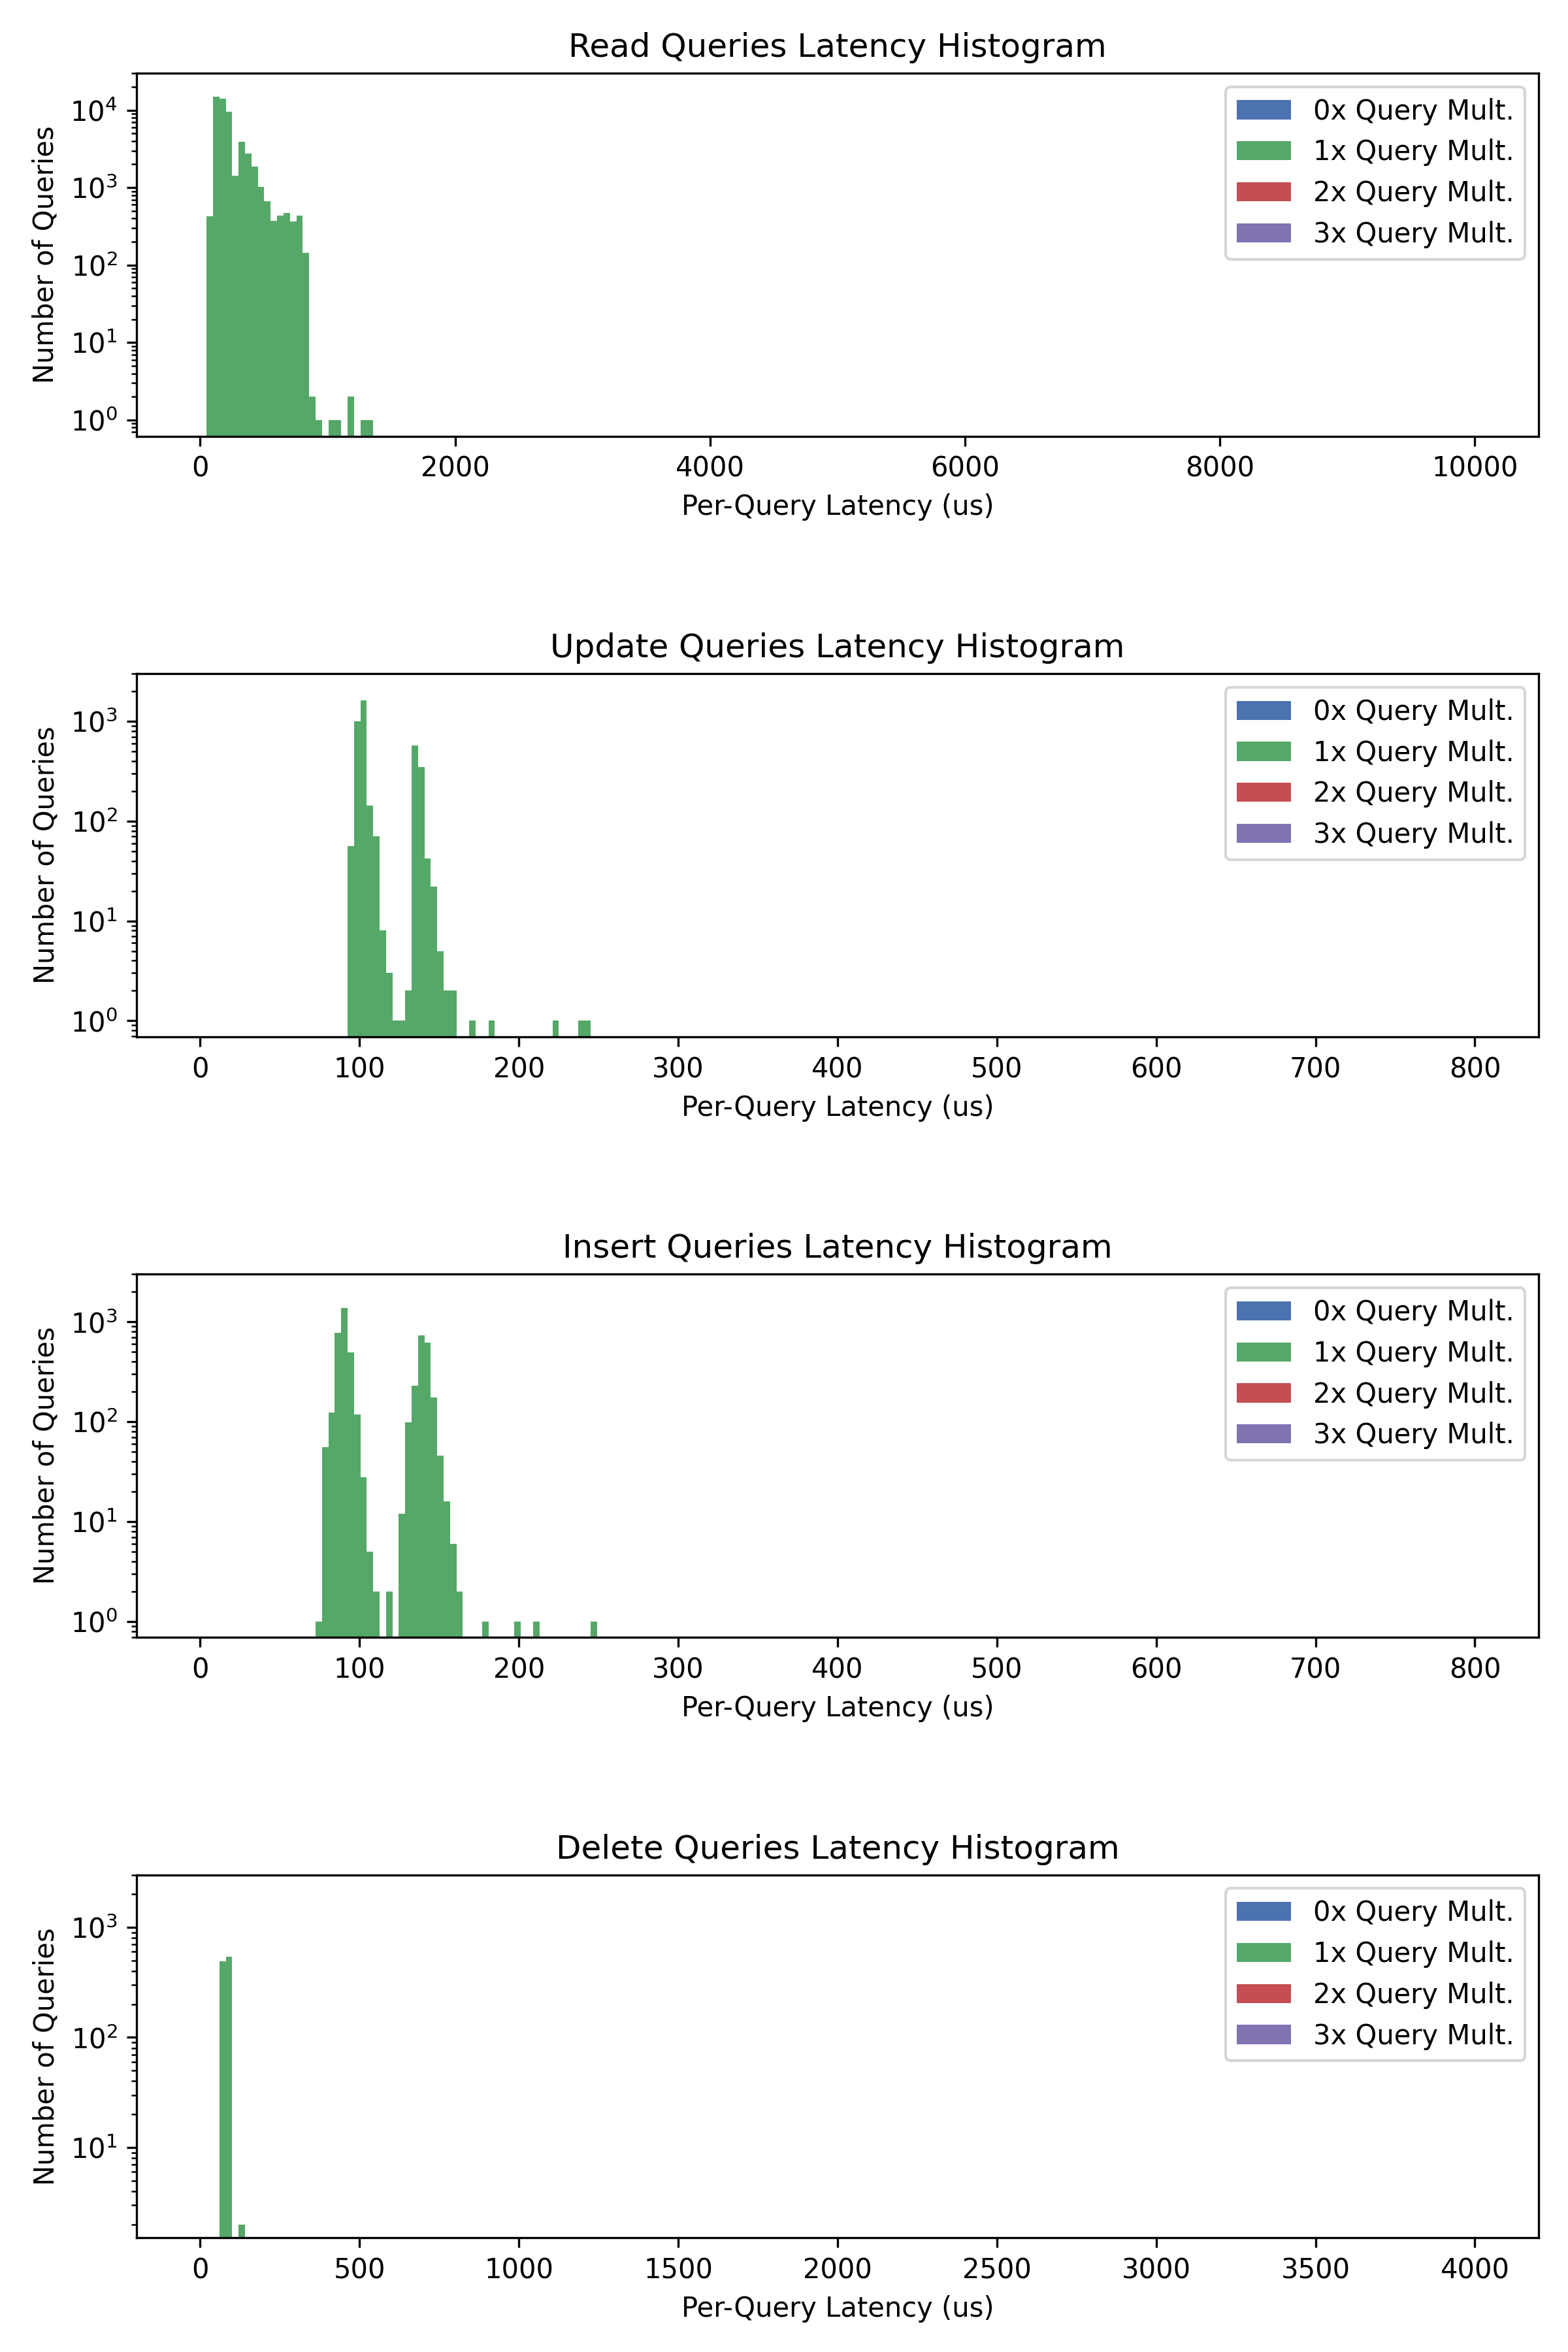 Read Queries Latency Histogram
Number of Queries
10⁴
10³
10²
10¹
10⁰
0x Query Mult.
1x Query Mult.
2x Query Mult.
3x Query Mult.
0 2000 4000 6000 8000 10000
Per-Query Latency (us)
Update Queries Latency Histogram
Number of Queries
10³
10²
10¹
10⁰
0x Query Mult.
1x Query Mult.
2x Query Mult.
3x Query Mult.
0 100 200 300 400 500 600 700 800
Per-Query Latency (us)
Insert Queries Latency Histogram
Number of Queries
10³
10²
10¹
10⁰
0x Query Mult.
1x Query Mult.
2x Query Mult.
3x Query Mult.
0 100 200 300 400 500 600 700 800
Per-Query Latency (us)
Delete Queries Latency Histogram
Number of Queries
10³
10²
10¹
0x Query Mult.
1x Query Mult.
2x Query Mult.
3x Query Mult.
0 500 1000 1500 2000 2500 3000 3500 4000
Per-Query Latency (us)